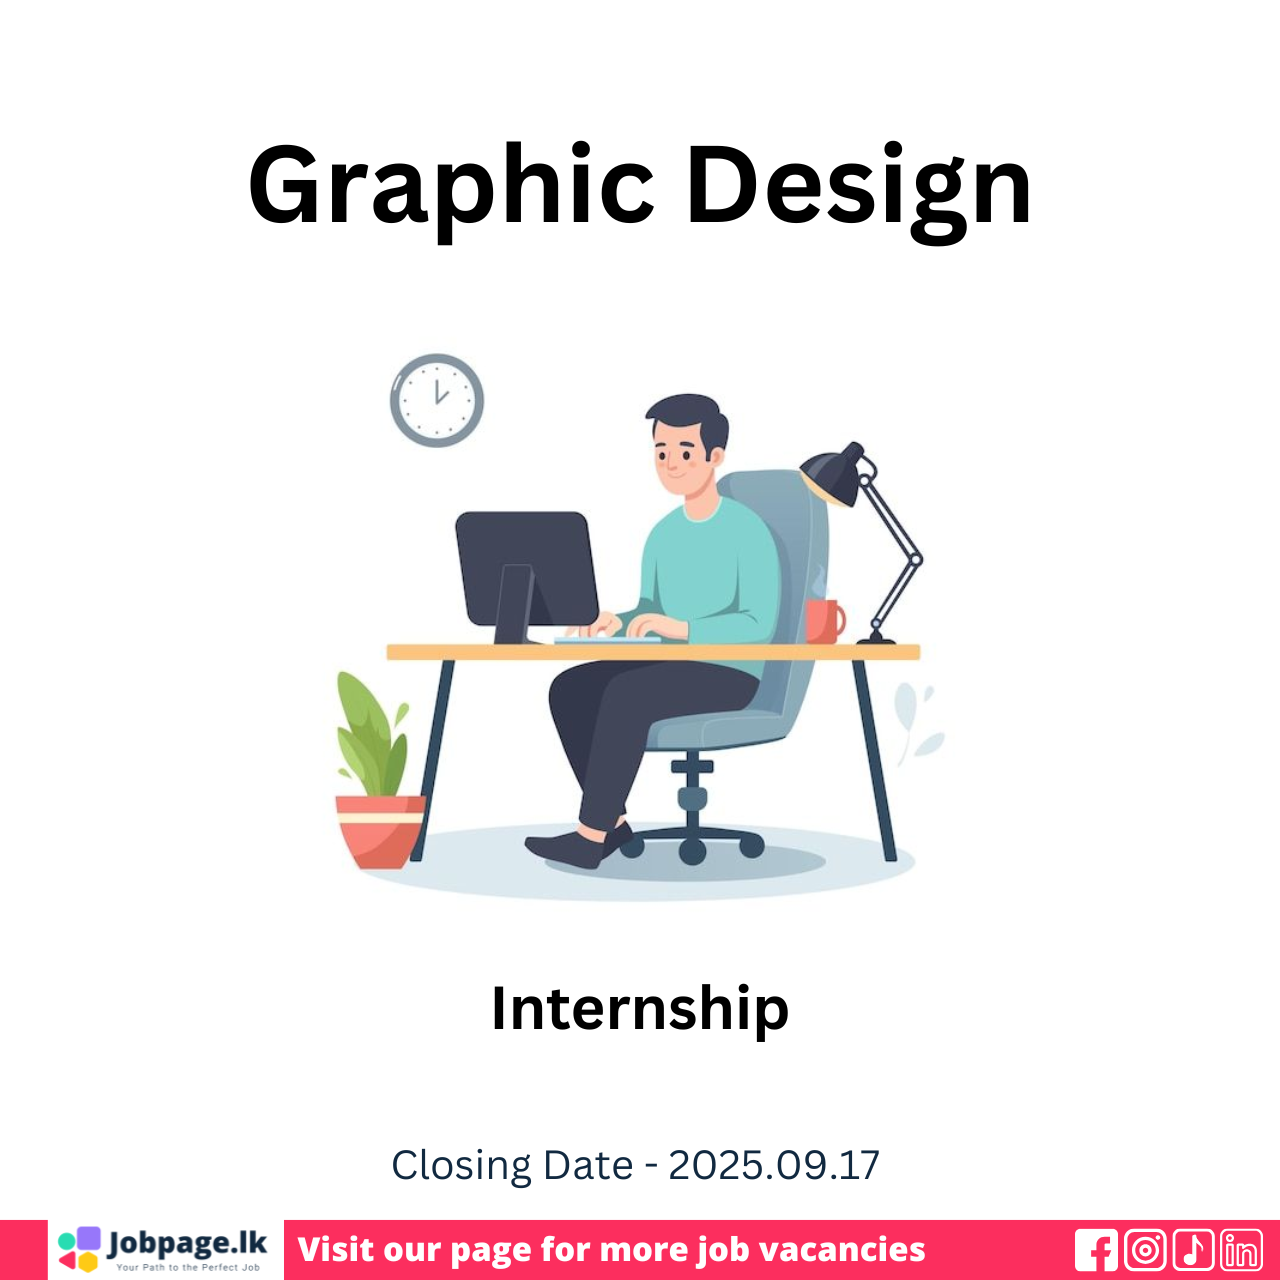 Graphic Design
Internship
Closing Date - 2025.09.17
Jobpage.lk
Your Path to the Perfect Job
Visit our page for more job vacancies